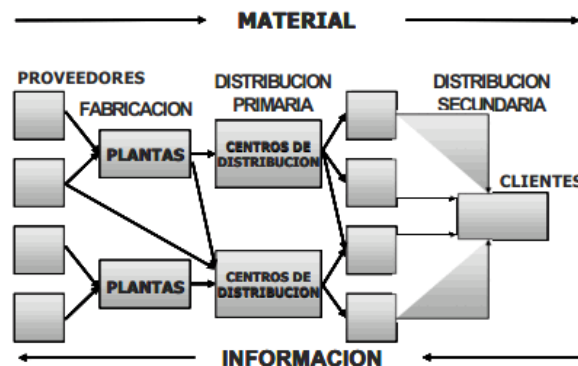 MATERIAL
PROVEEDORES
FABRICACION
DISTRIBUCION
PRIMARIA
DISTRIBUCION
SECUNDARIA
PLANTAS
CENTROS DE
DISTRIBUCION
CLIENTES
PLANTAS
CENTROS DE
DISTRIBUCION
INFORMACION